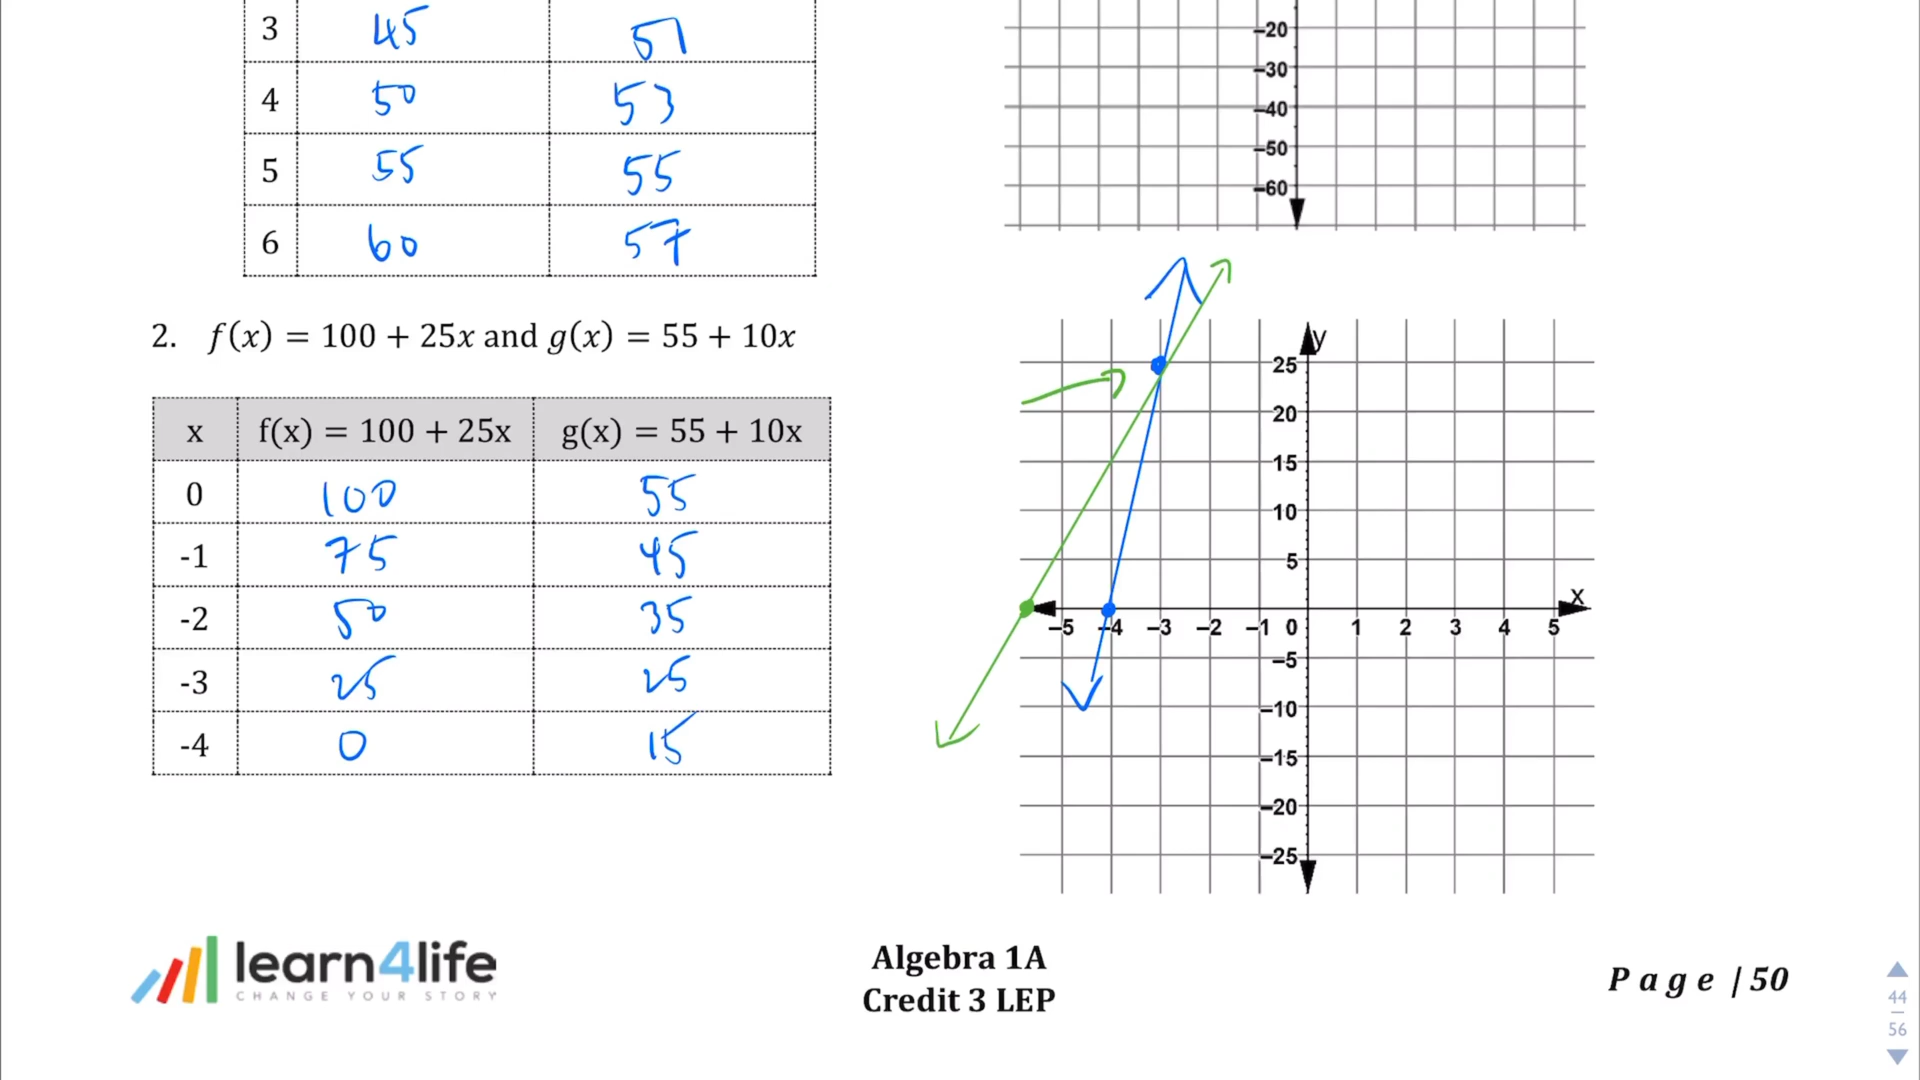 3 45 51
4 50 53
5 55 55
6 60 57
−20
−30
−40
−50
−60
2. f(x) = 100 + 25x and g(x) = 55 + 10x
x f(x) = 100 + 25x g(x) = 55 + 10x
0 100 55
-1 75 45
-2 50 35
-3 25 25
-4 0 15
y
25
20
15
10
5
x
−5 −4 −3 −2 −1 0 1 2 3 4 5
−5
−10
−15
−20
−25
learn4life
CHANGE YOUR STORY
Algebra 1A
Credit 3 LEP
Page | 50
44
56